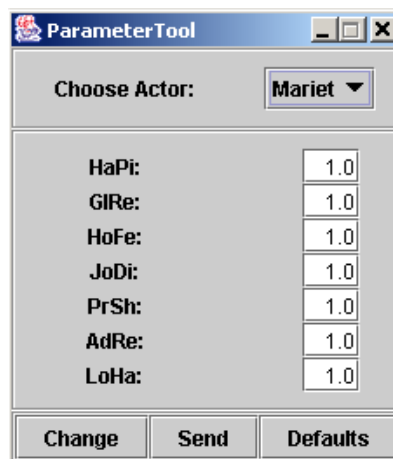 ParameterTool
Choose Actor: Mariet
HaPi: 1.0
GlRe: 1.0
HoFe: 1.0
JoDi: 1.0
PrSh: 1.0
AdRe: 1.0
LoHa: 1.0
Change Send Defaults